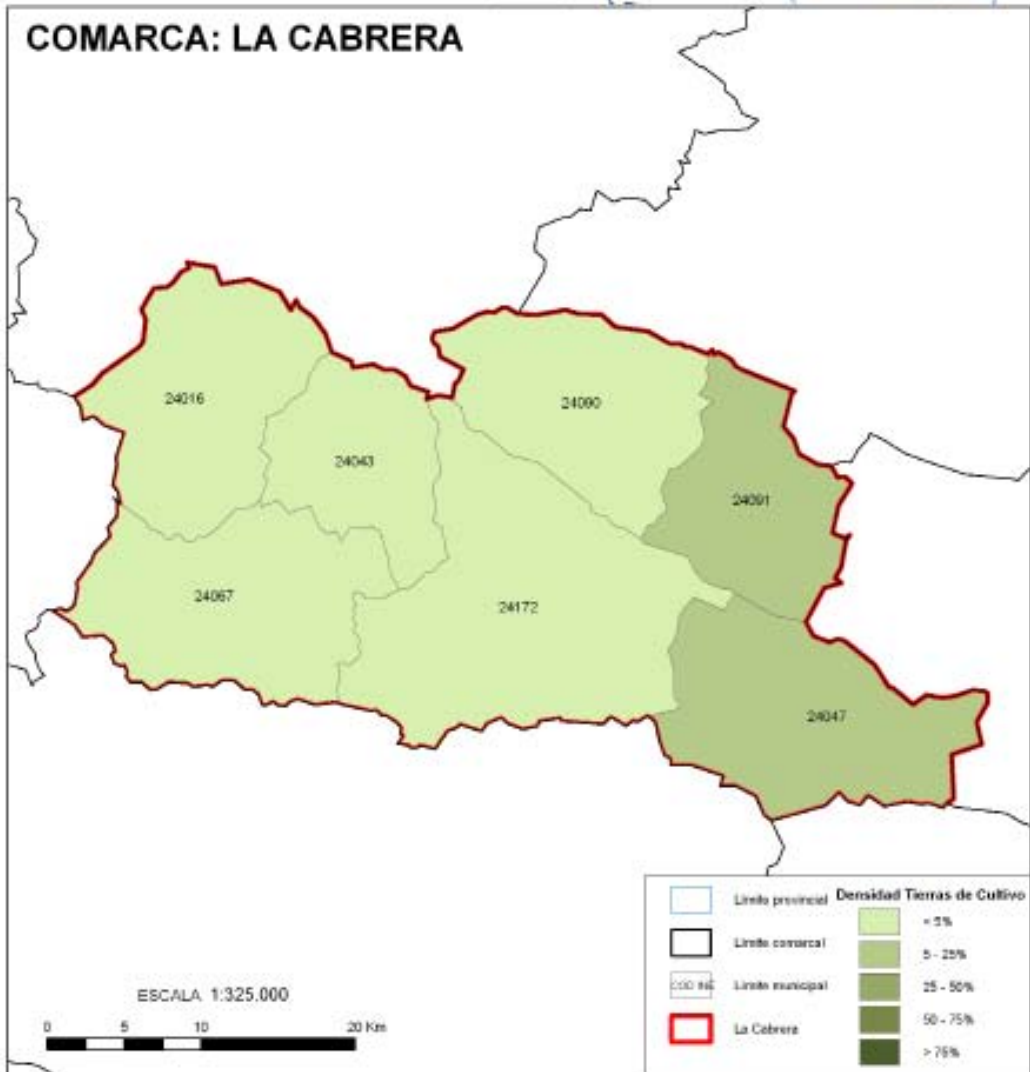 COMARCA: LA CABRERA
24016
24090
24043
24091
24067
24172
24047
Límite provincial
Límite comarcal
COD INE
Límite municipal
La Cabrera
Densidad Tierras de Cultivo
< 5%
5 - 25%
25 - 50%
50 - 75%
> 75%
ESCALA 1:325.000
0 5 10 20 Km